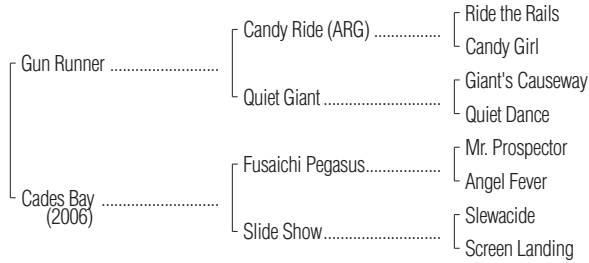 Ride the Rails
Candy Ride (ARG) ................
Candy Girl
Gun Runner .........................
Giant's Causeway
Quiet Giant ...........................
Quiet Dance
Mr. Prospector
Fusaichi Pegasus.................
Angel Fever
Cades Bay ...........................
(2006)
Slewacide
Slide Show...........................
Screen Landing